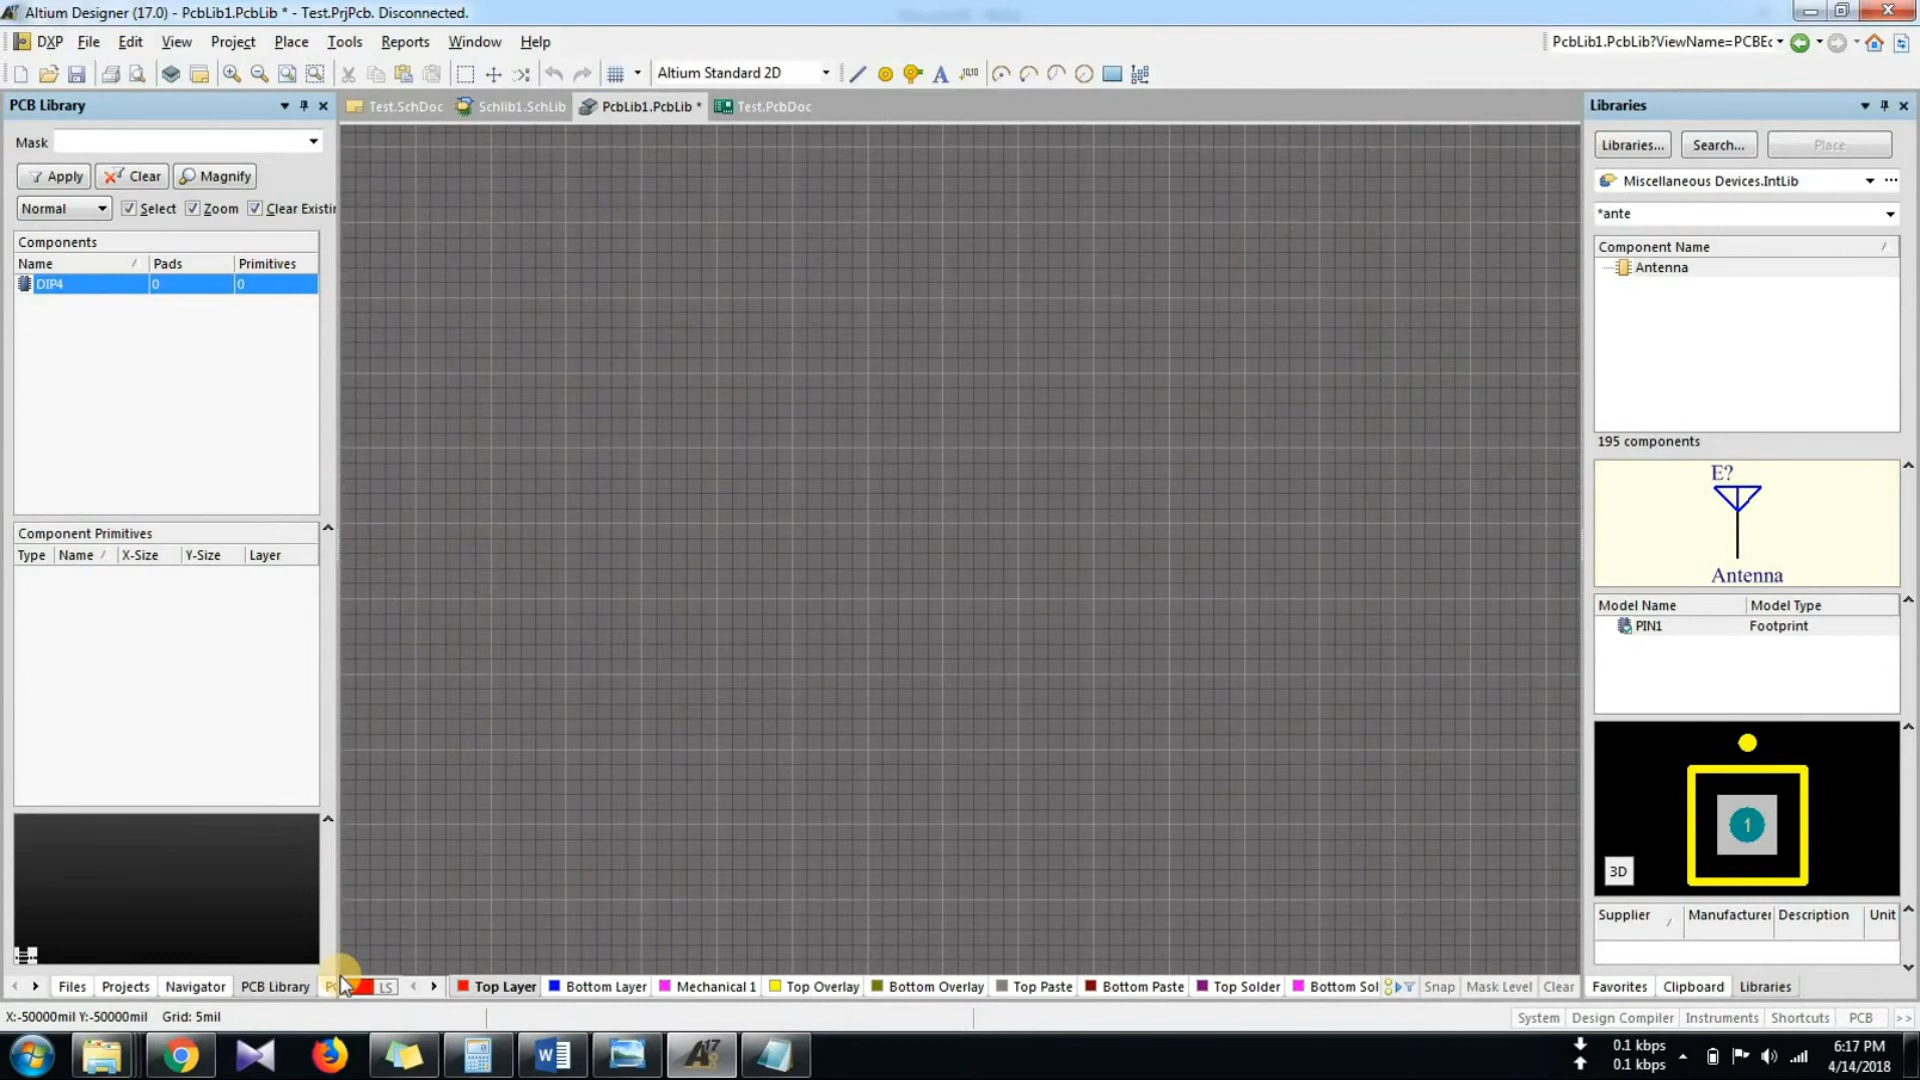 Altium Designer (17.0) - PcbLib1.PcbLib * - Test.PrjPcb. Disconnected.
DXP File Edit View Project Place Tools Reports Window Help
PcbLib1.PcbLib?ViewName=PCBEc
Altium Standard 2D
PCB Library
Test.SchDoc Schlib1.SchLib PcbLib1.PcbLib * Test.PcbDoc
Libraries
Mask
Libraries... Search... Place
Apply Clear Magnify
Miscellaneous Devices.IntLib
Normal Select Zoom Clear Existin
*ante
Components
Component Name
Name Pads Primitives
Antenna
DIP4 0 0
195 components
E?
Antenna
Component Primitives
Type Name X-Size Y-Size Layer
Model Name Model Type
PIN1 Footprint
1
3D
Supplier Manufacturer Description Unit
Files Projects Navigator PCB Library LS Top Layer Bottom Layer Mechanical 1 Top Overlay Bottom Overlay Top Paste Bottom Paste Top Solder Bottom Sol Snap Mask Level Clear Favorites Clipboard Libraries
X:-50000mil Y:-50000mil Grid: 5mil
System Design Compiler Instruments Shortcuts PCB >>
0.1 kbps
0.1 kbps
6:17 PM
4/14/2018